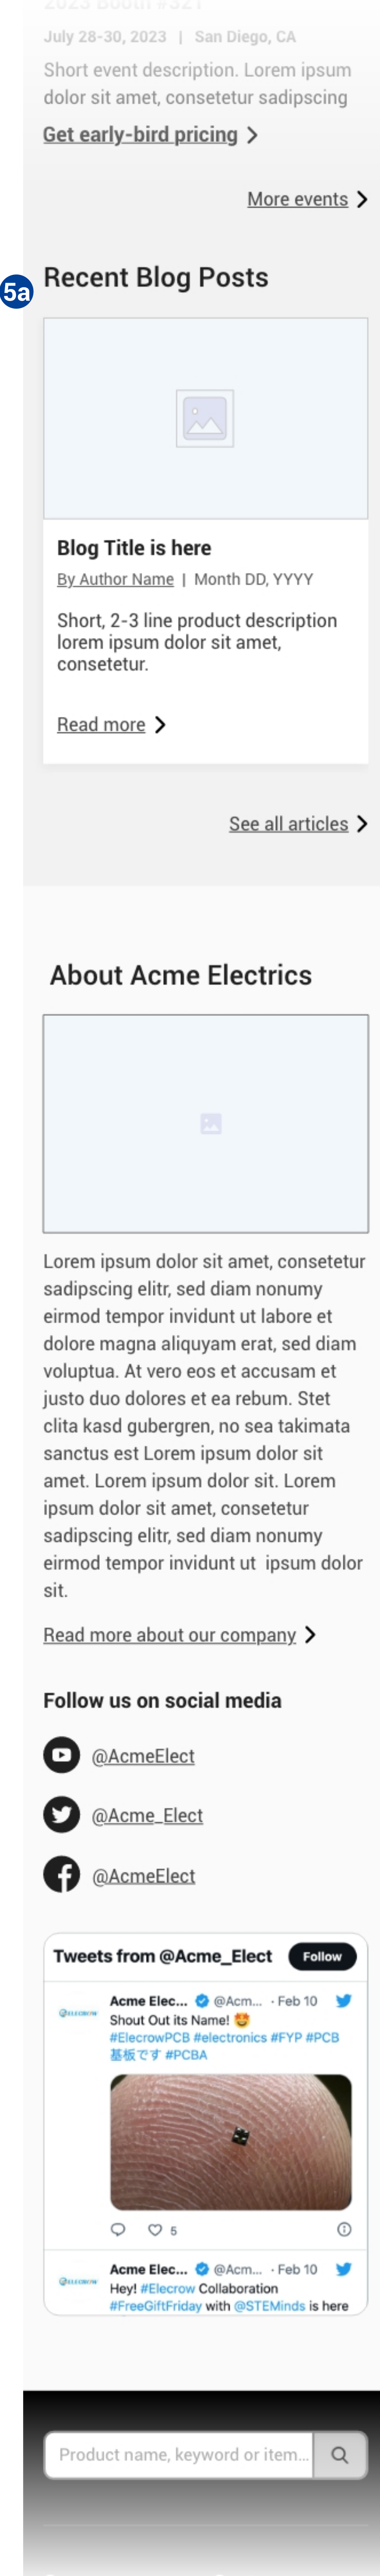 2023 Booth #321
July 28-30, 2023 | San Diego, CA
Short event description. Lorem ipsum
dolor sit amet, consetetur sadipscing
Get early-bird pricing
More events
5a
Recent Blog Posts
Blog Title is here
By Author Name | Month DD, YYYY
Short, 2-3 line product description
lorem ipsum dolor sit amet,
consetetur.
Read more
See all articles
About Acme Electrics
Lorem ipsum dolor sit amet, consetetur
sadipscing elitr, sed diam nonumy
eirmod tempor invidunt ut labore et
dolore magna aliquyam erat, sed diam
voluptua. At vero eos et accusam et
justo duo dolores et ea rebum. Stet
clita kasd gubergren, no sea takimata
sanctus est Lorem ipsum dolor sit
amet. Lorem ipsum dolor sit. Lorem
ipsum dolor sit amet, consetetur
sadipscing elitr, sed diam nonumy
eirmod tempor invidunt ut ipsum dolor
sit.
Read more about our company
Follow us on social media
@AcmeElect
@Acme_Elect
@AcmeElect
Tweets from @Acme_Elect Follow
Acme Elec... @Acm... · Feb 10
ELECROW
Shout Out its Name! 🤩
#ElecrowPCB #electronics #FYP #PCB
基板です #PCBA
5
Acme Elec... @Acm... · Feb 10
ELECROW
Hey! #Elecrow Collaboration
#FreeGiftFriday with @STEMinds is here
Product name, keyword or item...